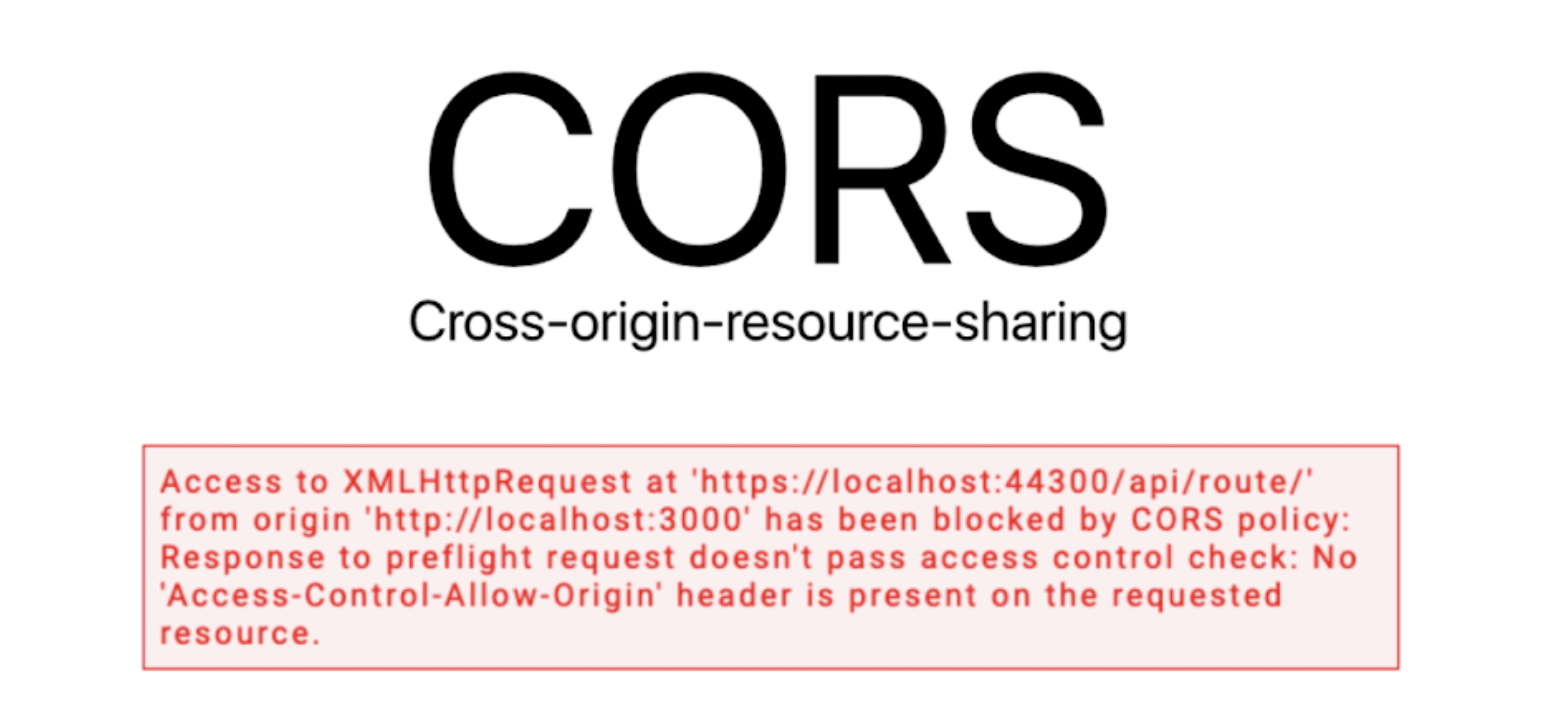 CORS
Cross-origin-resource-sharing
Access to XMLHttpRequest at 'https://localhost:44300/api/route/'
from origin 'http://localhost:3000' has been blocked by CORS policy:
Response to preflight request doesn't pass access control check: No
'Access-Control-Allow-Origin' header is present on the requested
resource.